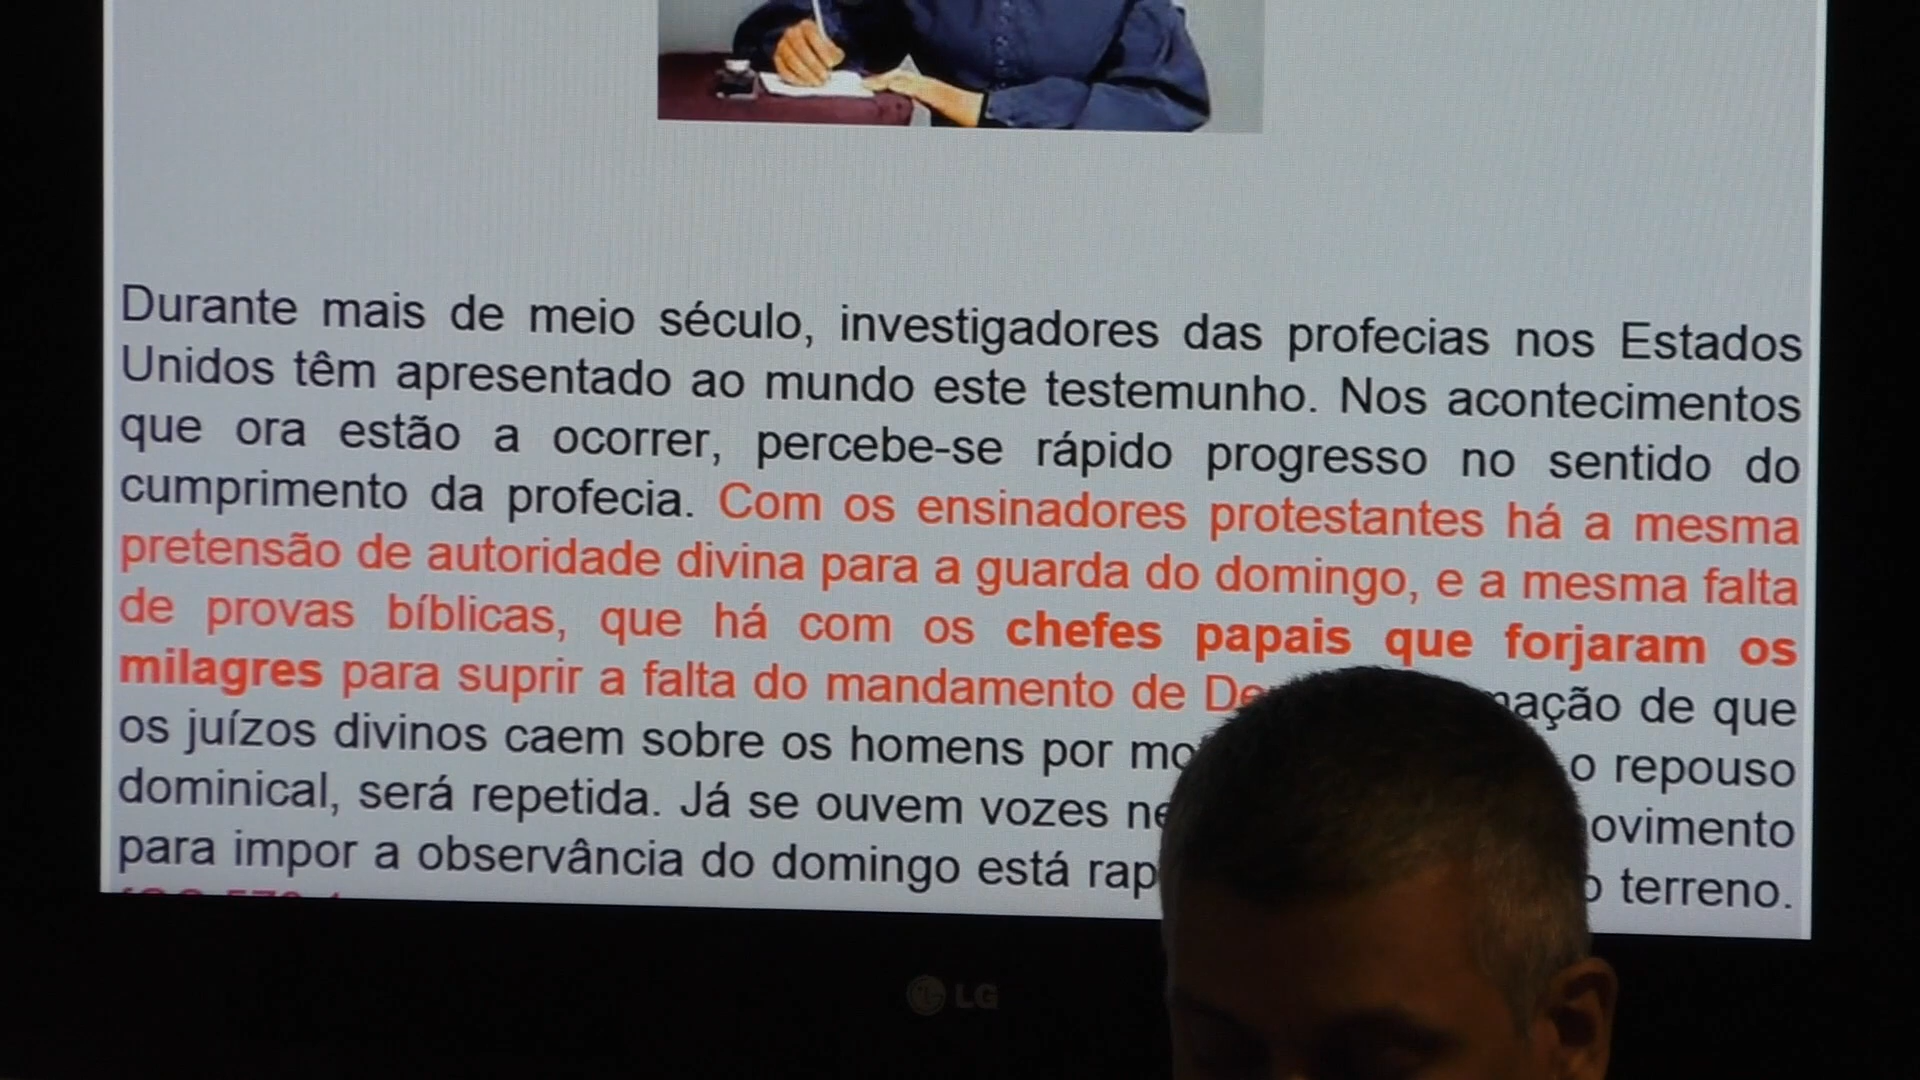 Durante mais de meio século, investigadores das profecias nos Estados
Unidos têm apresentado ao mundo este testemunho. Nos acontecimentos
que ora estão a ocorrer, percebe-se rápido progresso no sentido do
cumprimento da profecia. Com os ensinadores protestantes há a mesma
pretensão de autoridade divina para a guarda do domingo, e a mesma falta
de provas bíblicas, que há com os chefes papais que forjaram os
milagres para suprir a falta do mandamento de de que
os juízos divinos caem sobre os homens por o repouso
dominical, será repetida. Já se ouvem vozes
para impor a observância do domingo está terreno.
LG